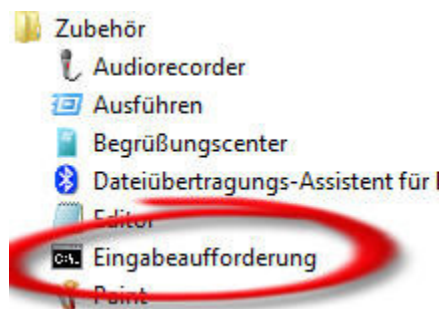 Zubehör
Audiorecorder
Ausführen
Begrüßungscenter
Dateiübertragungs-Assistent für
Editor
C:\.
Eingabeaufforderung
Paint